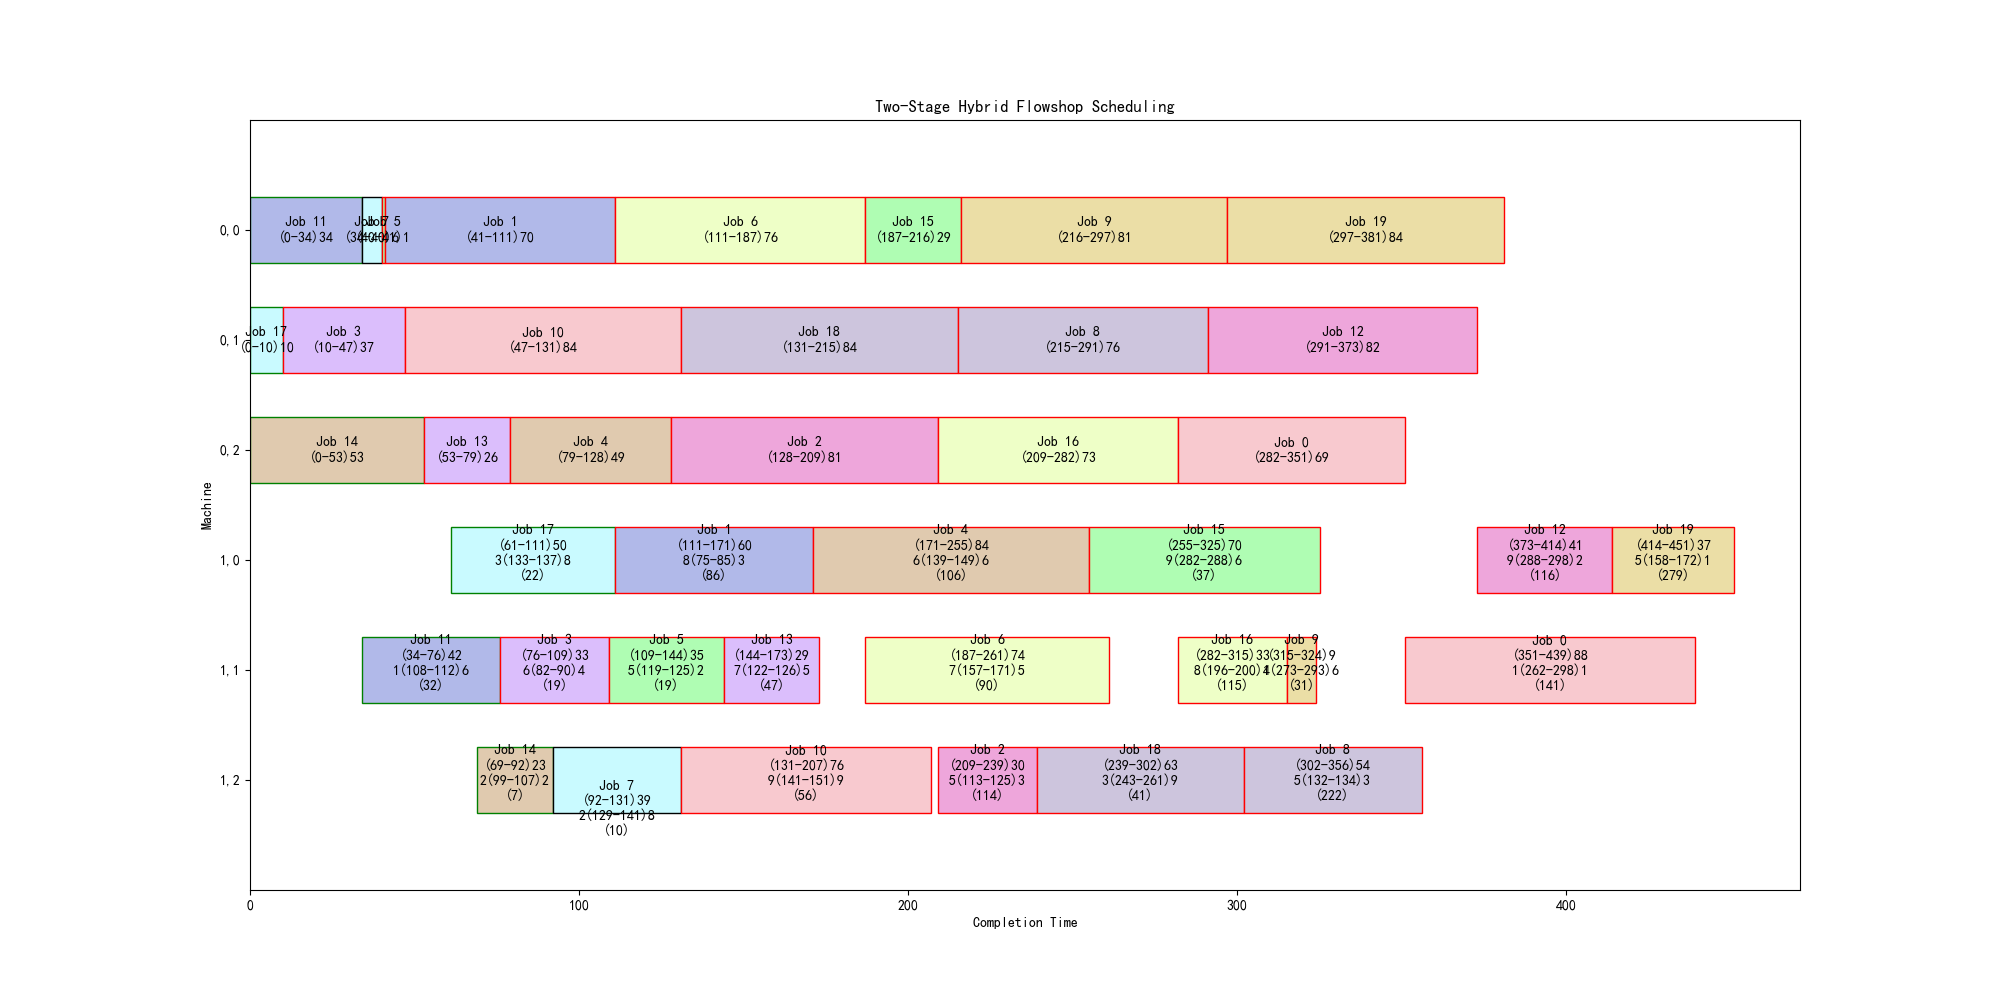 Two-Stage Hybrid Flowshop Scheduling
0,0
Job 11
(0-34)34
Job 7
Job 5
Job 1
(41-111)70
Job 6
(111-187)76
Job 15
(187-216)29
Job 9
(216-297)81
Job 19
(297-381)84
0,1
Job 17
(0-10)10
Job 3
(10-47)37
Job 10
(47-131)84
Job 18
(131-215)84
Job 8
(215-291)76
Job 12
(291-373)82
0,2
Job 14
(0-53)53
Job 13
(53-79)26
Job 4
(79-128)49
Job 2
(128-209)81
Job 16
(209-282)73
Job 0
(282-351)69
Machine
1,0
Job 17
(61-111)50
3(133-137)8
(22)
Job 1
(111-171)60
8(75-85)3
(86)
Job 4
(171-255)84
6(139-149)6
(106)
Job 15
(255-325)70
9(282-288)6
(37)
Job 12
(373-414)41
9(288-298)2
(116)
Job 19
(414-451)37
5(158-172)1
(279)
1,1
Job 11
(34-76)42
1(108-112)6
(32)
Job 3
(76-109)33
6(82-90)4
(19)
Job 5
(109-144)35
5(119-125)2
(19)
Job 13
(144-173)29
7(122-126)5
(47)
Job 6
(187-261)74
7(157-171)5
(90)
Job 16
(282-315)33
8(196-200)4
(115)
Job 9
(315-324)9
(273-293)6
(31)
Job 0
(351-439)88
1(262-298)1
(141)
1,2
Job 14
(69-92)23
2(99-107)2
(7)
Job 7
(92-131)39
2(129-141)8
(10)
Job 10
(131-207)76
9(141-151)9
(56)
Job 2
(209-239)30
5(113-125)3
(114)
Job 18
(239-302)63
3(243-261)9
(41)
Job 8
(302-356)54
5(132-134)3
(222)
0
100
200
300
400
Completion Time